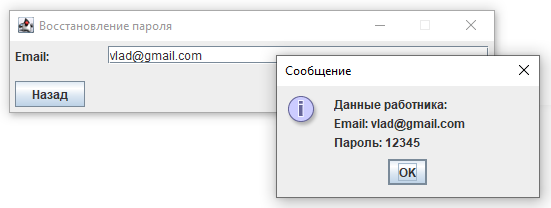 Восстановление пароля
Email:
vlad@gmail.com
Назад
Сообщение
Данные работника:
Email: vlad@gmail.com
Пароль: 12345
OK